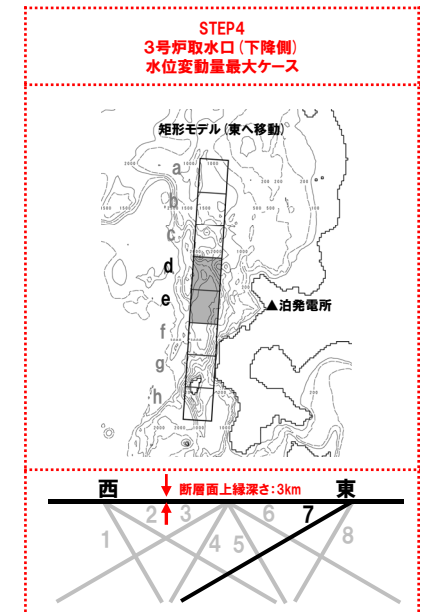 STEP4
３号炉取水口（下降側）
水位変動量最大ケース
矩形モデル（東へ移動）
a
b
c
d
e
f
g
h
▲泊発電所
西
断層面上縁深さ：３km
東
1
2
3
4
5
6
7
8